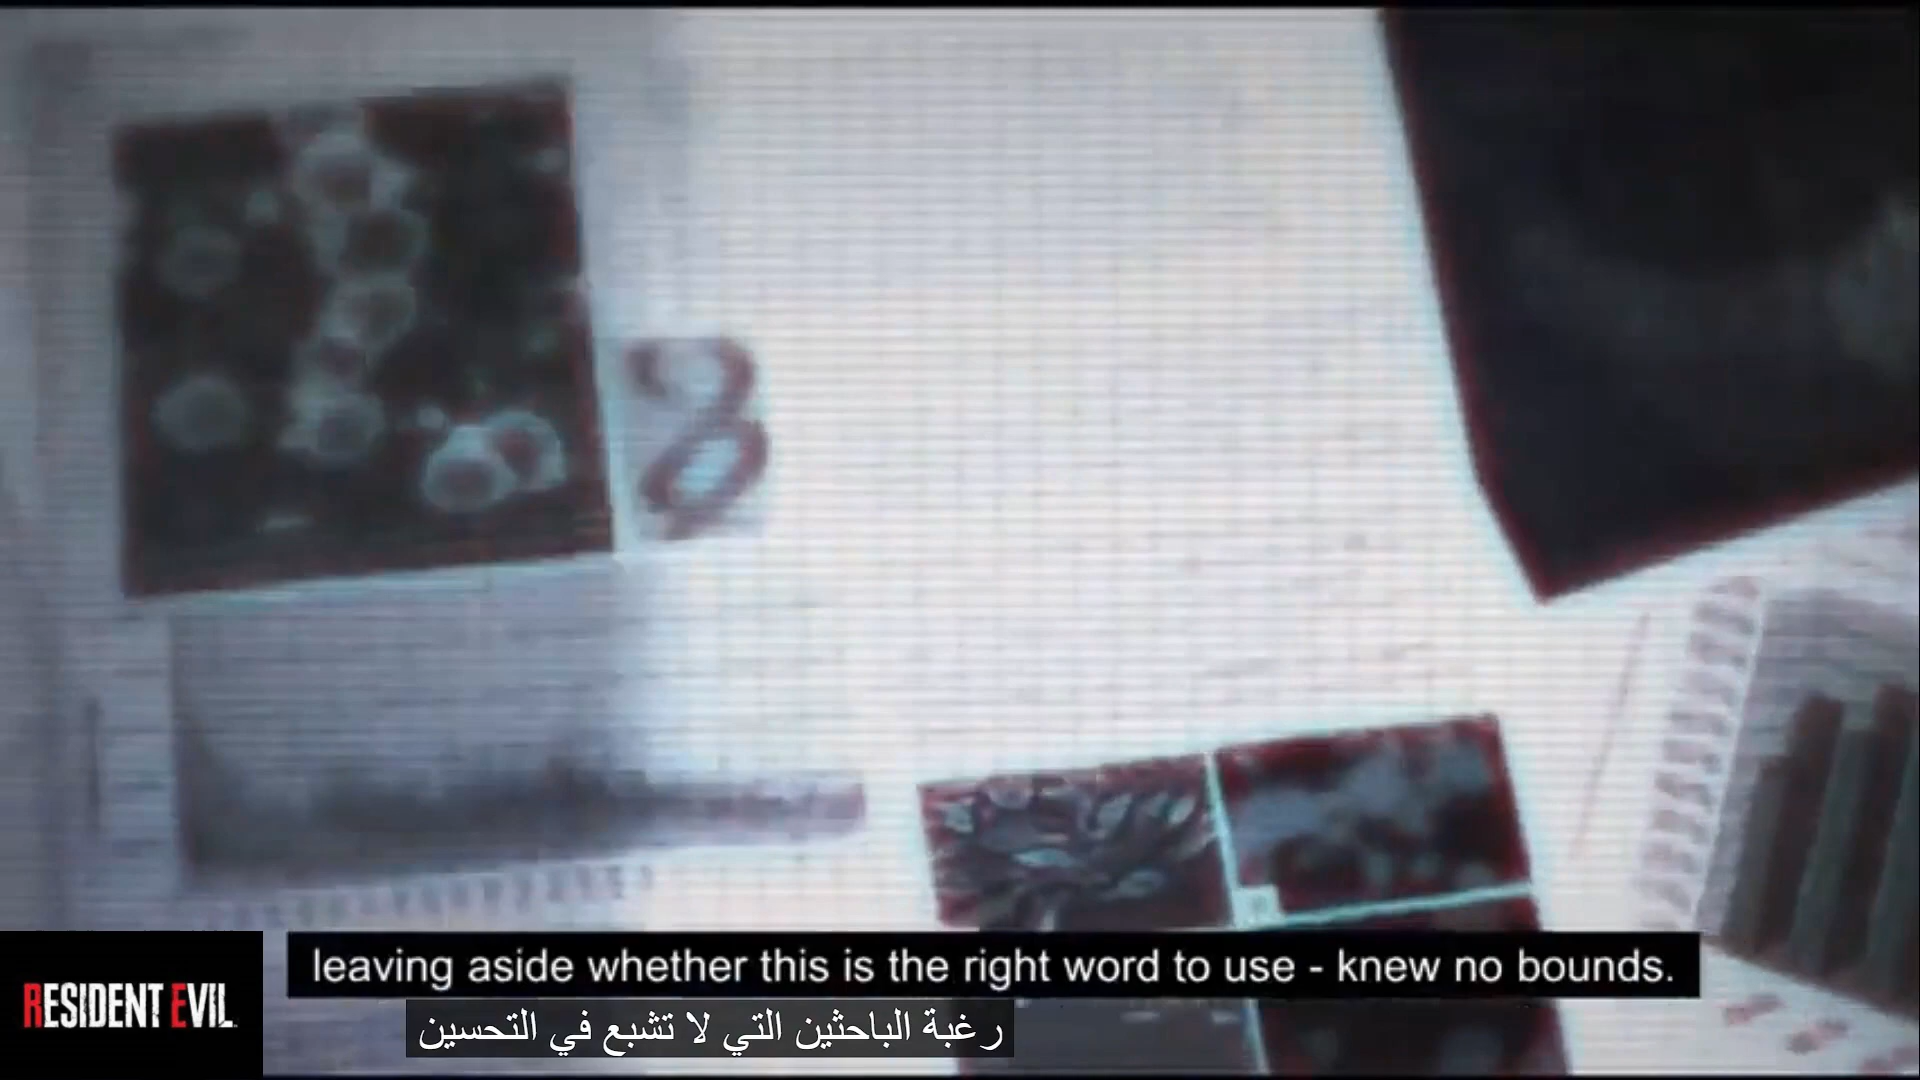 leaving aside whether this is the right word to use - knew no bounds.
RESIDENT EVIL
رغبة الباحثين التي لا تشبع في التحسين